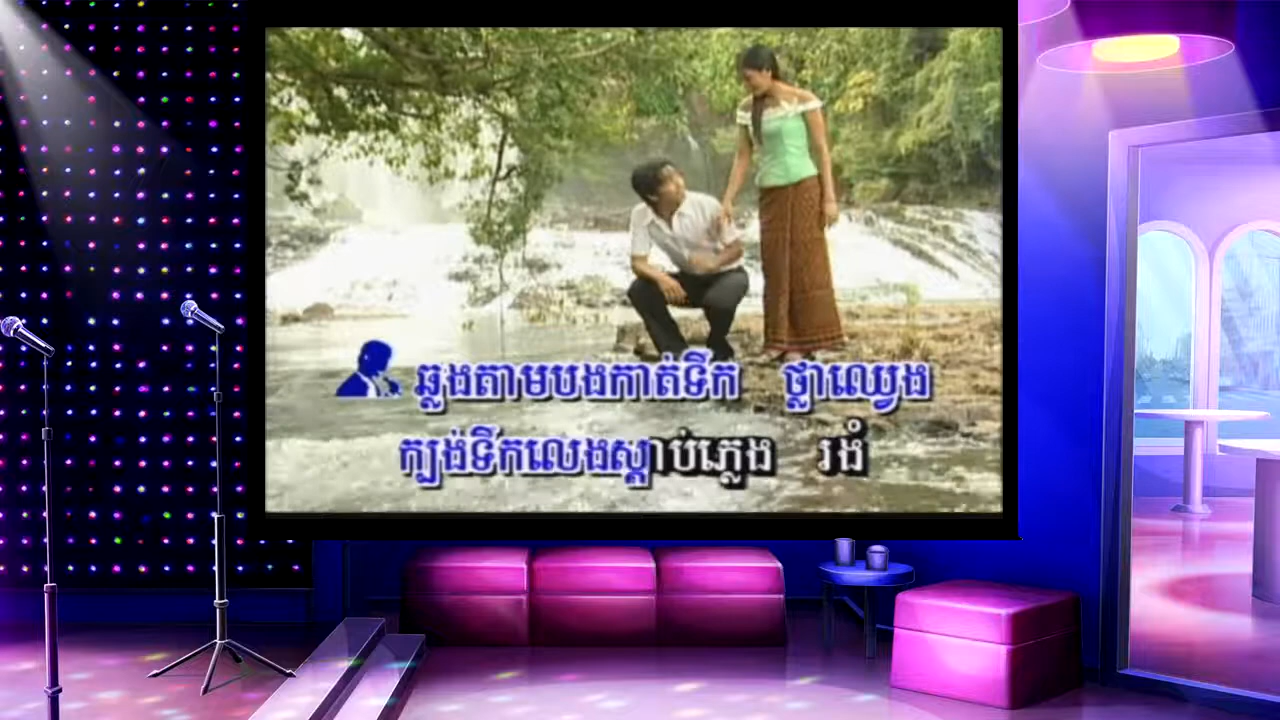 ឆ្លងតាមបងកាត់ទឹក ថ្លាឈ្វេង
ក្បង់ទឹកលេងស្ដាប់ភ្លេង រងំ